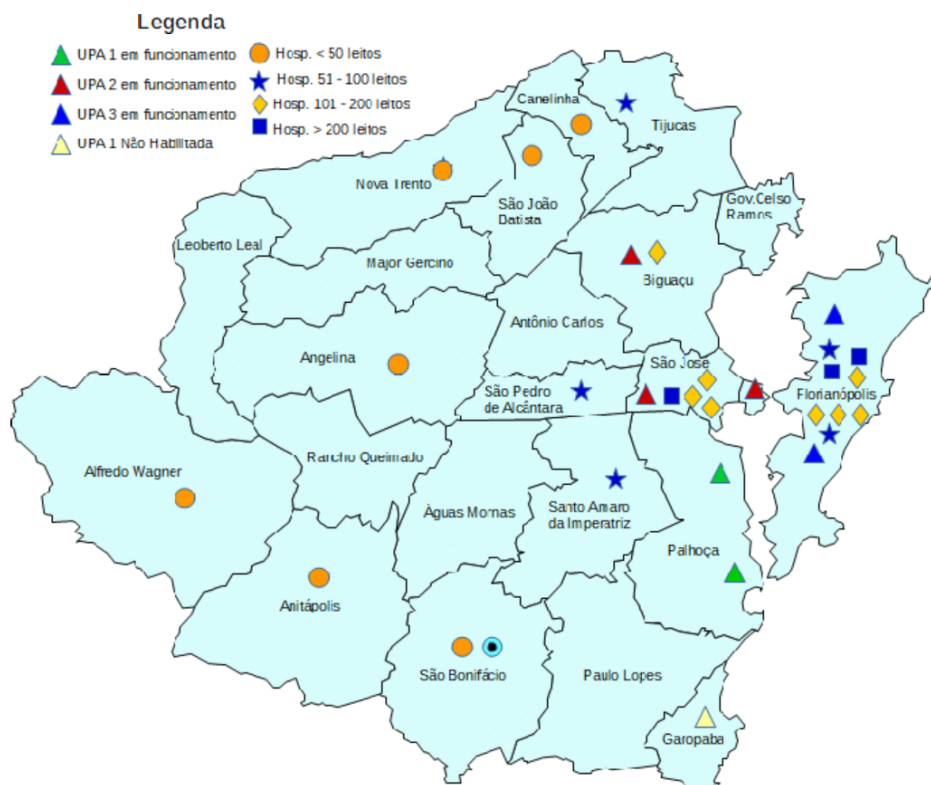 Legenda
UPA 1 em funcionamento
UPA 2 em funcionamento
UPA 3 em funcionamento
UPA 1 Não Habilitada
Hosp. < 50 leitos
Hosp. 51 - 100 leitos
Hosp. 101 - 200 leitos
Hosp. > 200 leitos
Canelinha
Tijucas
Nova Trento
São João
Batista
Gov.Celso
Ramos
Leoberto Leal
Major Gercino
Biguaçu
Antônio Carlos
Angelina
São José
São Pedro
de Alcântara
Florianópolis
Rancho Queimado
Alfredo Wagner
Águas Mornas
Santo Amaro
da Imperatriz
Palhoça
Anitápolis
São Bonifácio
Paulo Lopes
Garopaba